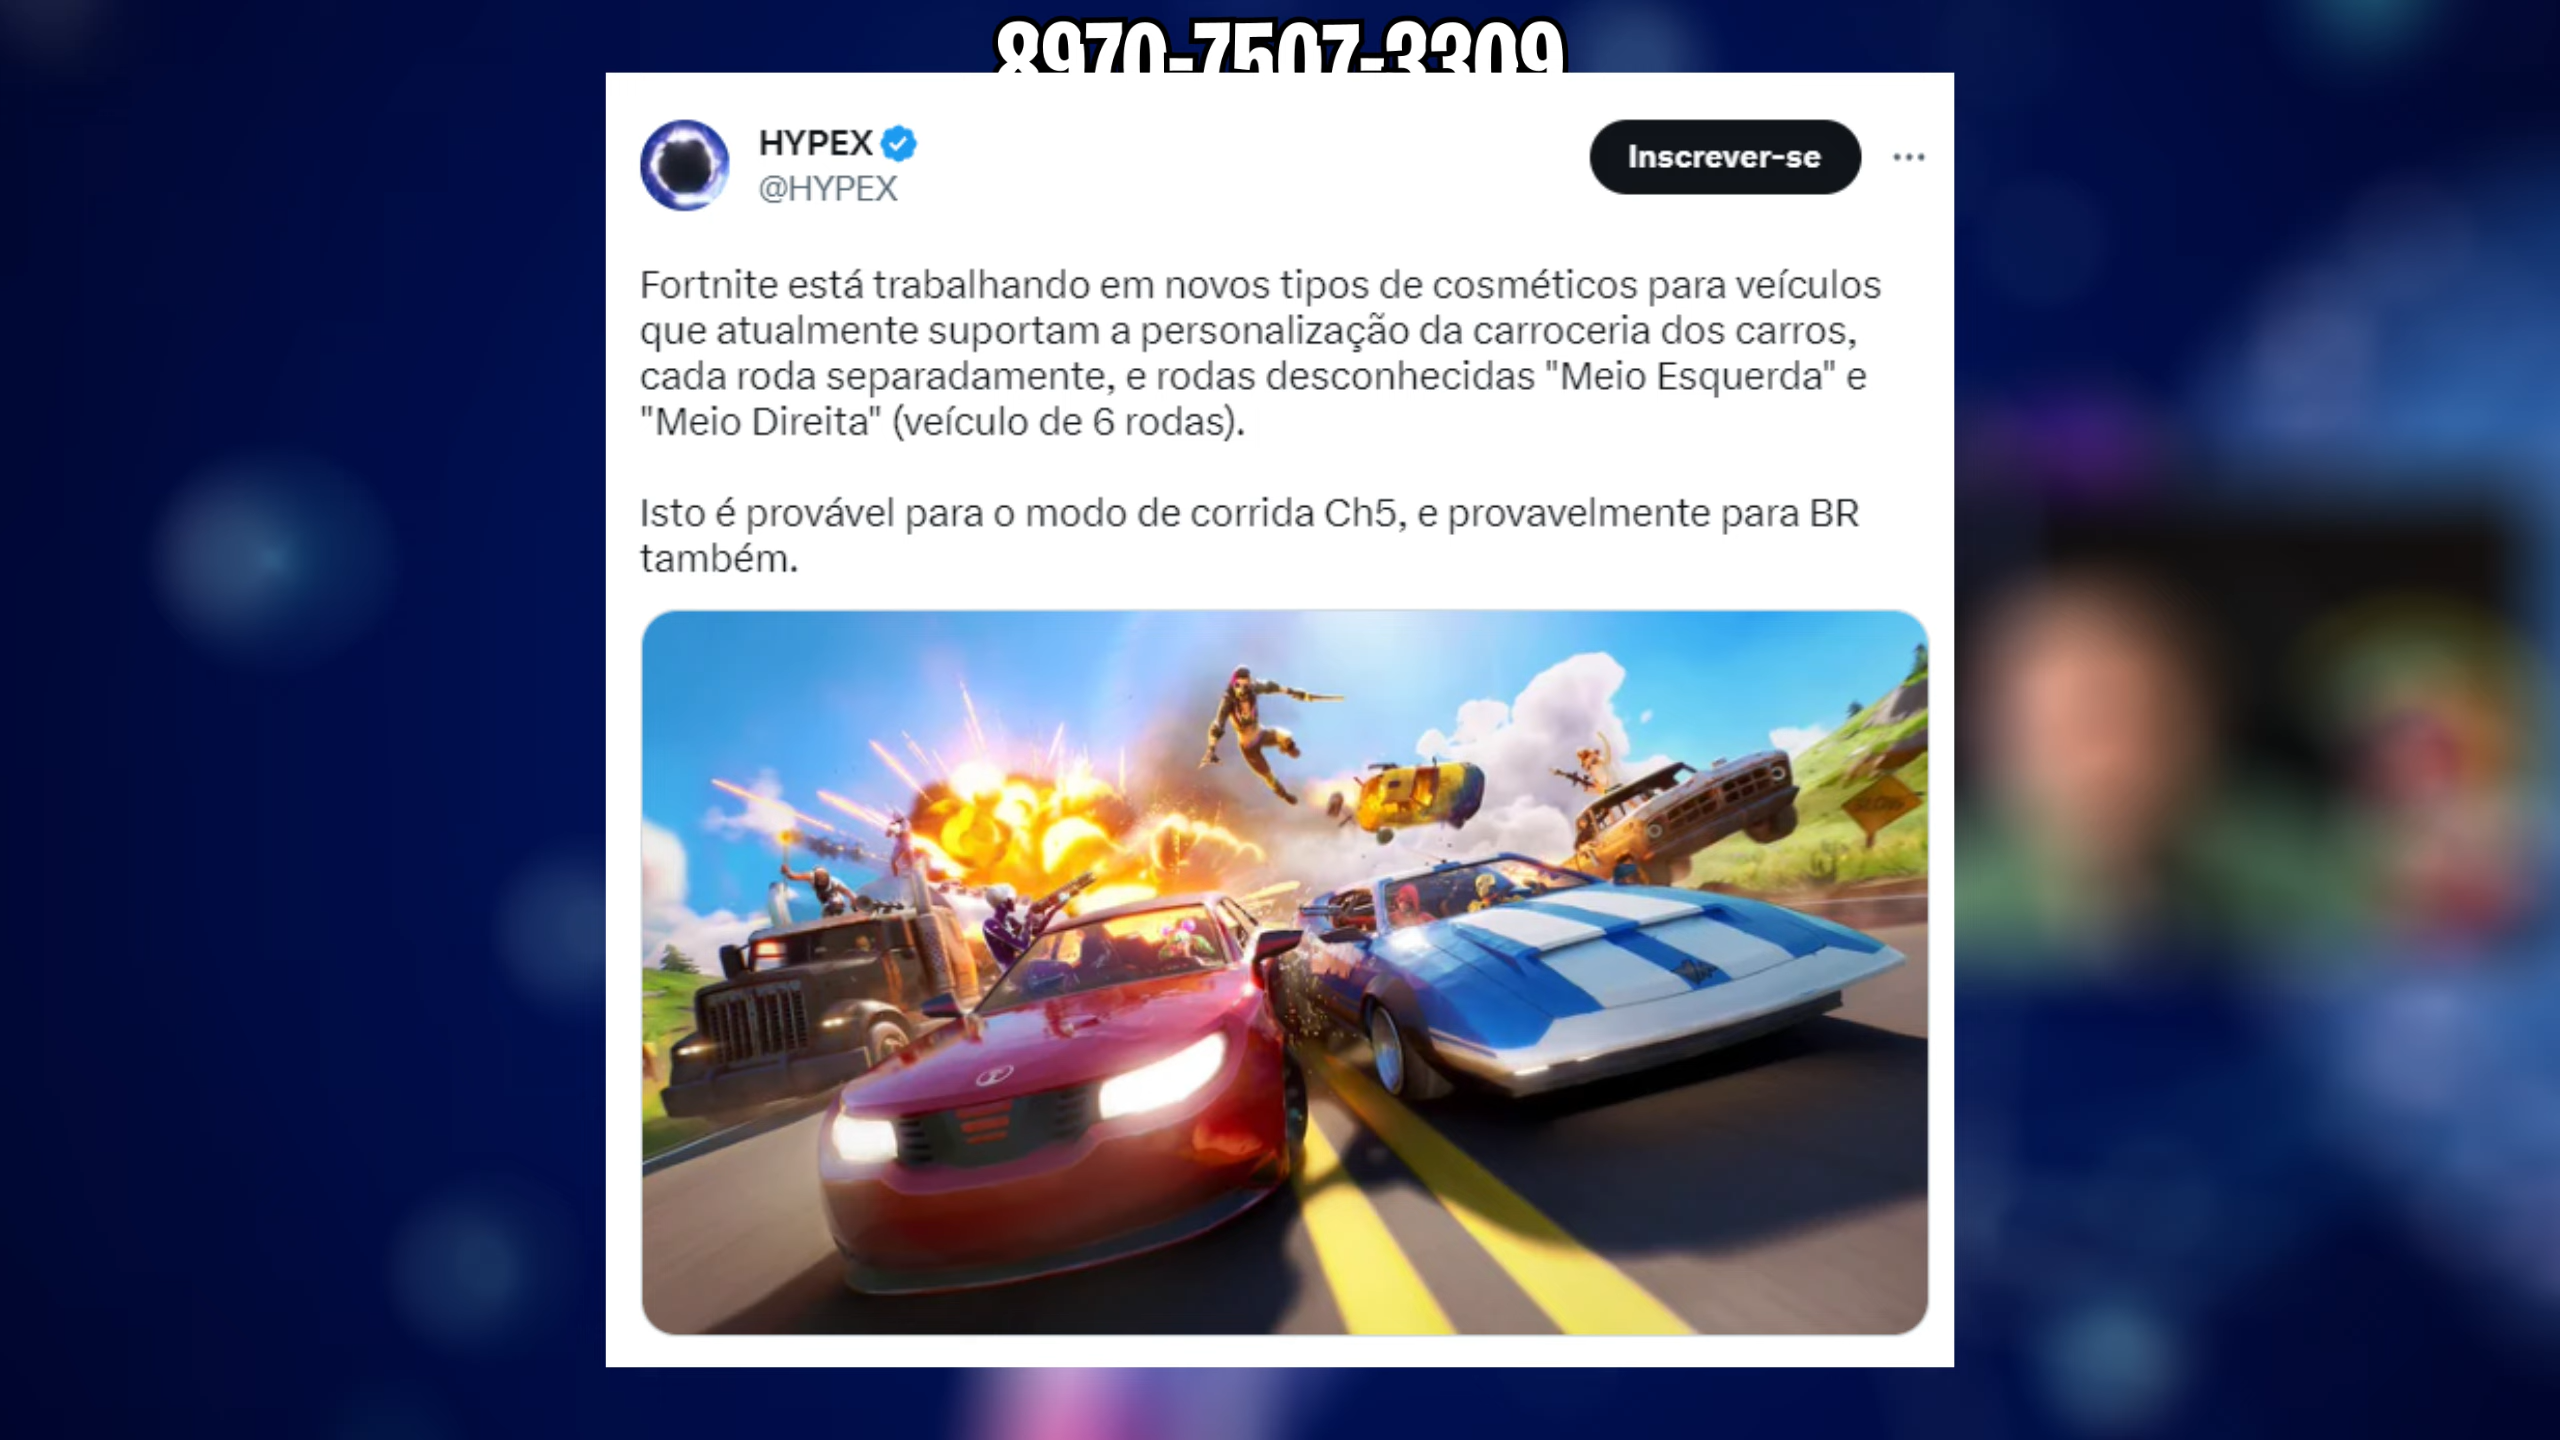 8970-7507-3309
HYPEX
@HYPEX
Inscrever-se
Fortnite está trabalhando em novos tipos de cosméticos para veículos
que atualmente suportam a personalização da carroceria dos carros,
cada roda separadamente, e rodas desconhecidas "Meio Esquerda" e
"Meio Direita" (veículo de 6 rodas).
Isto é provável para o modo de corrida Ch5, e provavelmente para BR
também.
SLOW